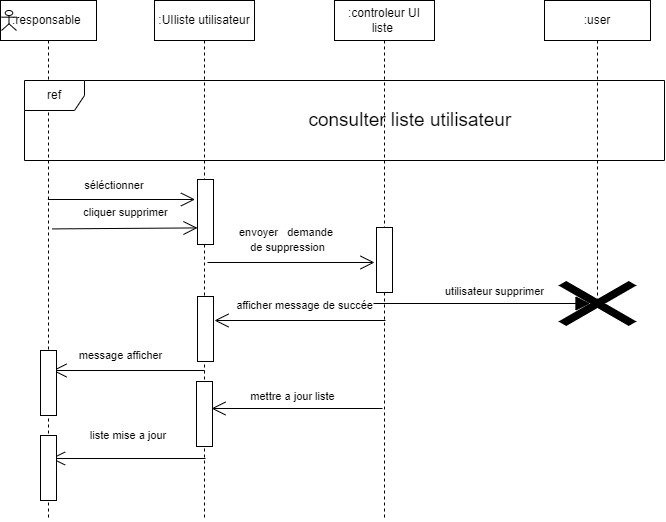 :responsable
:UIliste utilisateur
:controleur UI
liste
:user
ref
consulter liste utilisateur
séléctionner
cliquer supprimer
envoyer demande
de suppression
utilisateur supprimer
afficher message de succée
message afficher
mettre a jour liste
liste mise a jour